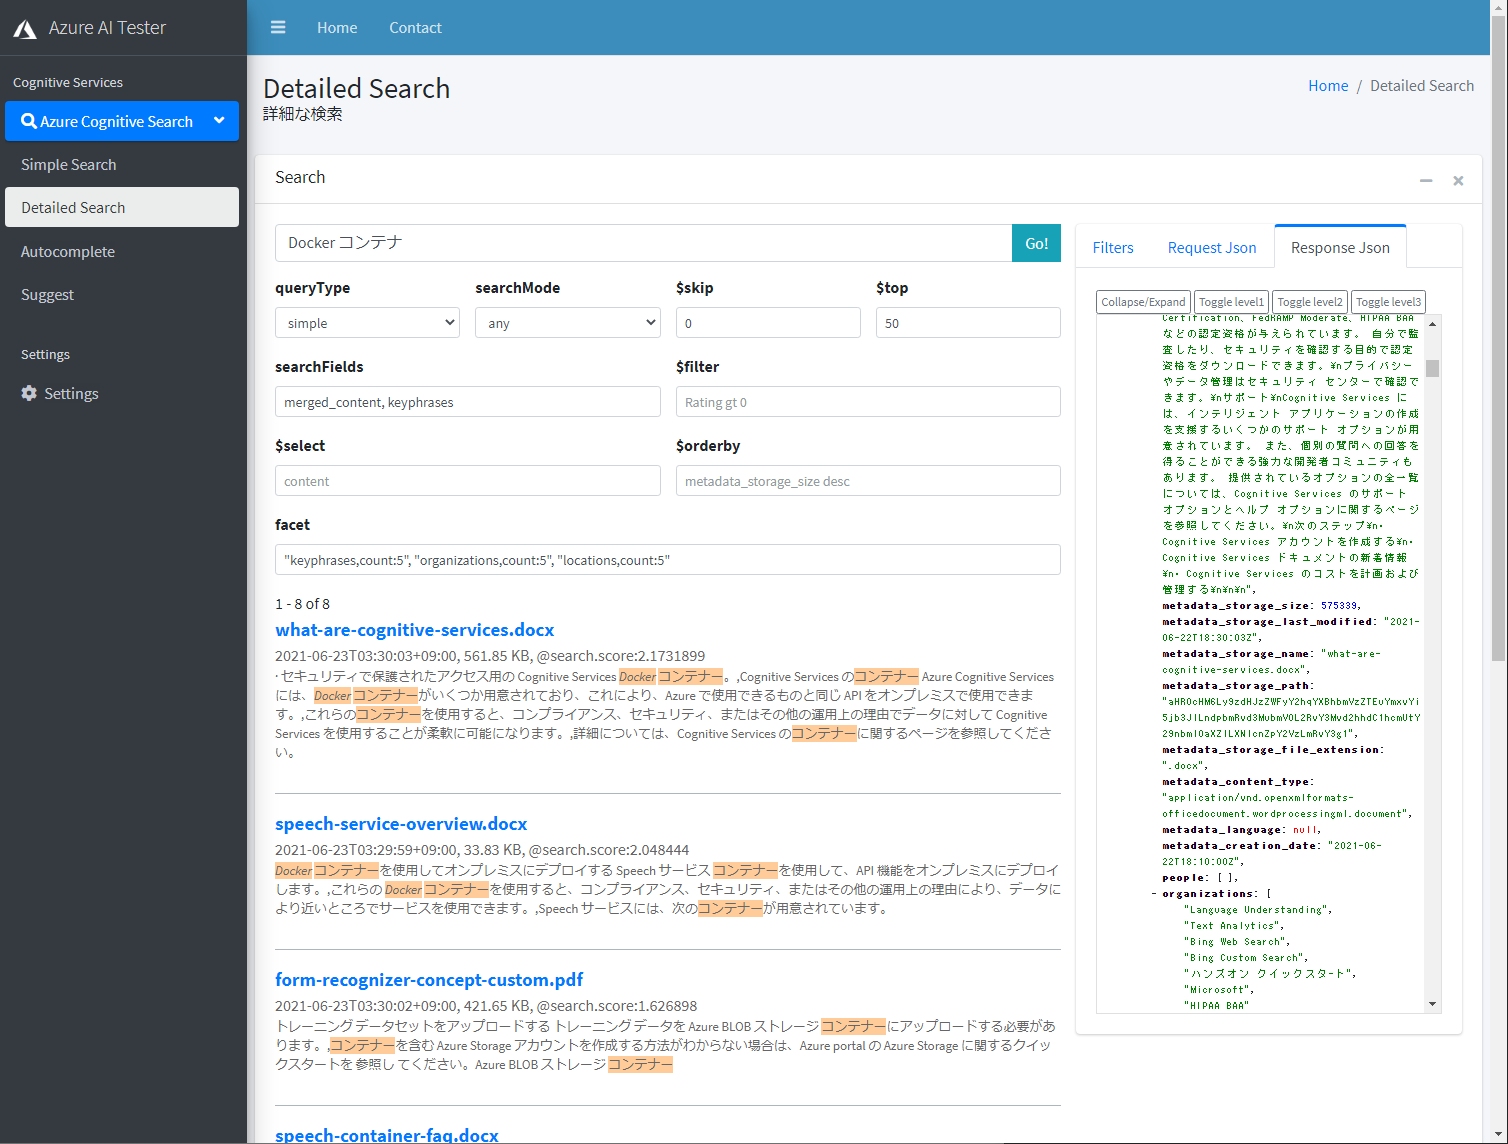 Azure AI Tester
Home
Contact
Cognitive Services
Azure Cognitive Search
Simple Search
Detailed Search
Autocomplete
Suggest
Settings
Settings
Detailed Search
詳細な検索
Home / Detailed Search
Search
Docker コンテナ
Go!
queryType
searchMode
$skip
$top
simple
any
0
50
searchFields
$filter
merged_content, keyphrases
Rating gt 0
$select
$orderby
content
metadata_storage_size desc
facet
"keyphrases,count:5", "organizations,count:5", "locations,count:5"
1 - 8 of 8
what-are-cognitive-services.docx
2021-06-23T03:30:03+09:00, 561.85 KB, @search.score:2.1731899
· セキュリティで保護されたアクセス用の Cognitive Services Docker コンテナー。,Cognitive Services のコンテナー Azure Cognitive Services
には、Docker コンテナーがいくつか用意されており、これにより、Azure で使用できるものと同じ API をオンプレミスで使用できま
す。,これらのコンテナーを使用すると、コンプライアンス、セキュリティ、またはその他の運用上の理由でデータに対して Cognitive
Services を使用することが柔軟に可能になります。,詳細については、Cognitive Services のコンテナーに関するページを参照してくださ
い。
speech-service-overview.docx
2021-06-23T03:29:59+09:00, 33.83 KB, @search.score:2.048444
Docker コンテナーを使用してオンプレミスにデプロイする Speech サービス コンテナーを使用して、API 機能をオンプレミスにデプロイ
します。,これらの Docker コンテナーを使用すると、コンプライアンス、セキュリティ、またはその他の運用上の理由により、データに
より近いところでサービスを使用できます。,Speech サービスには、次のコンテナーが用意されています。
form-recognizer-concept-custom.pdf
2021-06-23T03:30:02+09:00, 421.65 KB, @search.score:1.626898
トレーニング データセットをアップロードする トレーニング データを Azure BLOB ストレージ コンテナーにアップロードする必要があ
ります。,コンテナーを含む Azure Storage アカウントを作成する方法がわからない場合は、Azure portal の Azure Storage に関するクイッ
クスタートを 参照し てください。Azure BLOB ストレージ コンテナー
speech-container-faq.docx
Filters
Request Json
Response Json
Collapse/Expand
Toggle level1
Toggle level2
Toggle level3
Certification、FedRAMP Moderate、HIPAA BAA
などの認定資格が与えられています。 自分で監
査したり、セキュリティを確認する目的で認定
資格をダウンロードできます。¥nプライバシー
やデータ管理はセキュリティ センターで確認で
きます。¥nサポート¥nCognitive Services に
は、インテリジェント アプリケーションの作成
を支援するいくつかのサポート オプションが用
意されています。 また、個別の質問への回答を
得ることができる強力な開発者コミュニティも
あります。 提供されているオプションの全一覧
については、Cognitive Services のサポート
オプションとヘルプ オプションに関するページ
を参照してください。¥n次のステップ¥n·
Cognitive Services アカウントを作成する¥n·
Cognitive Services ドキュメントの新着情報
¥n· Cognitive Services のコストを計画および
管理する¥n¥n¥n",
metadata_storage_size: 575339,
metadata_storage_last_modified: "2021-
06-22T18:30:03Z",
metadata_storage_name: "what-are-
cognitive-services.docx",
metadata_storage_path:
metadata_storage_file_extension:
".docx",
metadata_content_type:
"application/vnd.openxmlformats-
officedocument.wordprocessingml.document",
metadata_language: null,
metadata_creation_date: "2021-06-
22T18:10:00Z",
people: [ ],
- organizations: [
"Language Understanding",
"Text Analytics",
"Bing Web Search",
"Bing Custom Search",
"ハンズオン クイックスタート",
"Microsoft",
"HIPAA BAA"